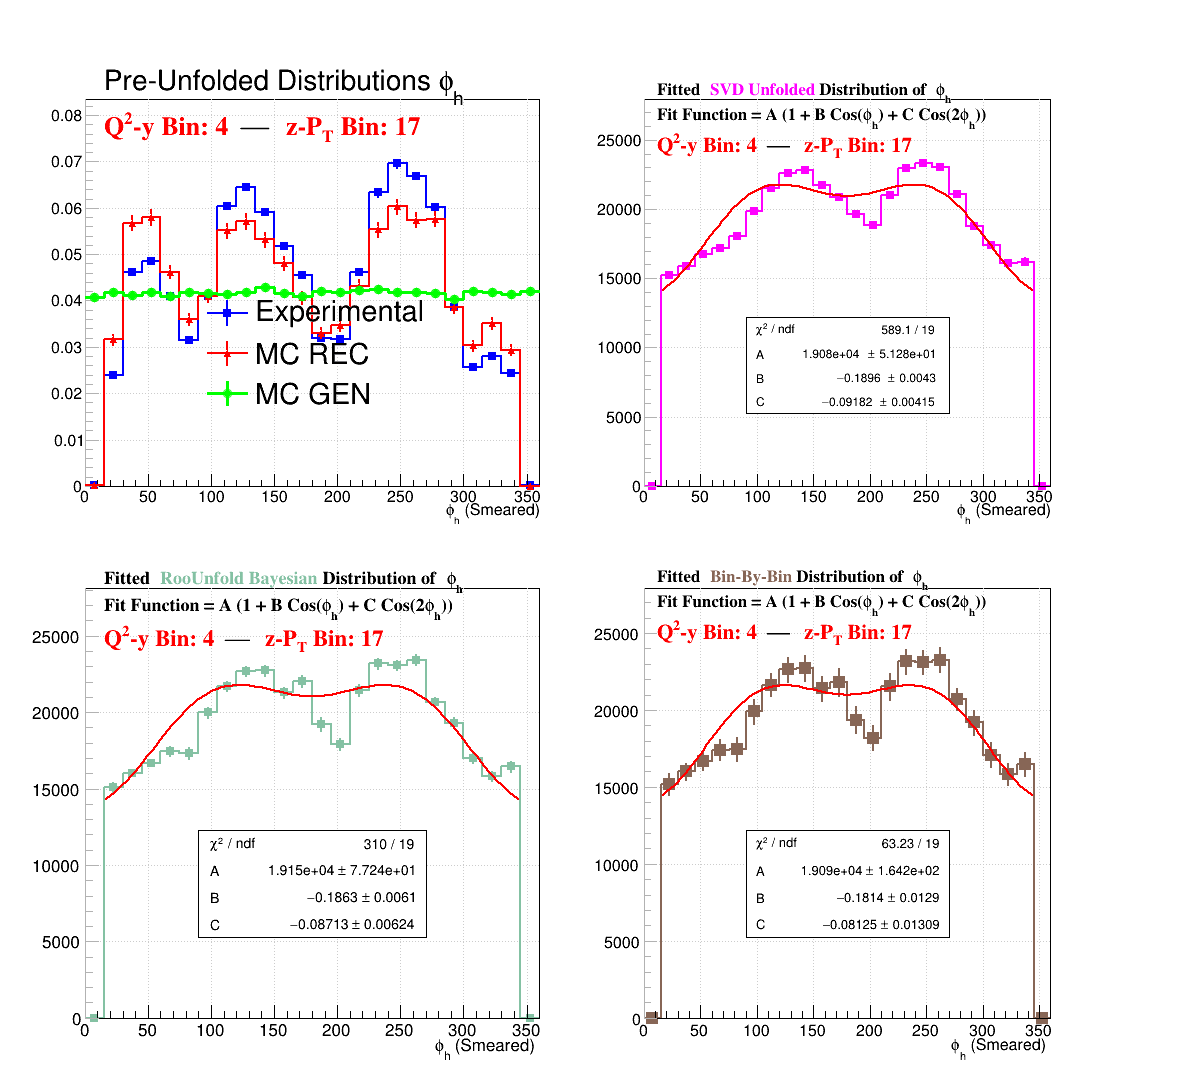 Pre-Unfolded Distributions ϕh
Q²-y Bin: 4 — z-PT Bin: 17
0.08
0.07
0.06
0.05
0.04
0.03
0.02
0.01
0
Experimental
MC REC
MC GEN
0 50 100 150 200 250 300 350
ϕh (Smeared)
Fitted SVD Unfolded Distribution of ϕh
Fit Function = A (1 + B Cos(ϕh) + C Cos(2ϕh))
Q²-y Bin: 4 — z-PT Bin: 17
25000
20000
15000
10000
5000
0
χ² / ndf 589.1 / 19
A 1.908e+04 ± 5.128e+01
B −0.1896 ± 0.0043
C −0.09182 ± 0.00415
0 50 100 150 200 250 300 350
ϕh (Smeared)
Fitted RooUnfold Bayesian Distribution of ϕh
Fit Function = A (1 + B Cos(ϕh) + C Cos(2ϕh))
Q²-y Bin: 4 — z-PT Bin: 17
25000
20000
15000
10000
5000
0
χ² / ndf 310 / 19
A 1.915e+04 ± 7.724e+01
B −0.1863 ± 0.0061
C −0.08713 ± 0.00624
0 50 100 150 200 250 300 350
ϕh (Smeared)
Fitted Bin-By-Bin Distribution of ϕh
Fit Function = A (1 + B Cos(ϕh) + C Cos(2ϕh))
Q²-y Bin: 4 — z-PT Bin: 17
25000
20000
15000
10000
5000
0
χ² / ndf 63.23 / 19
A 1.909e+04 ± 1.642e+02
B −0.1814 ± 0.0129
C −0.08125 ± 0.01309
0 50 100 150 200 250 300 350
ϕh (Smeared)